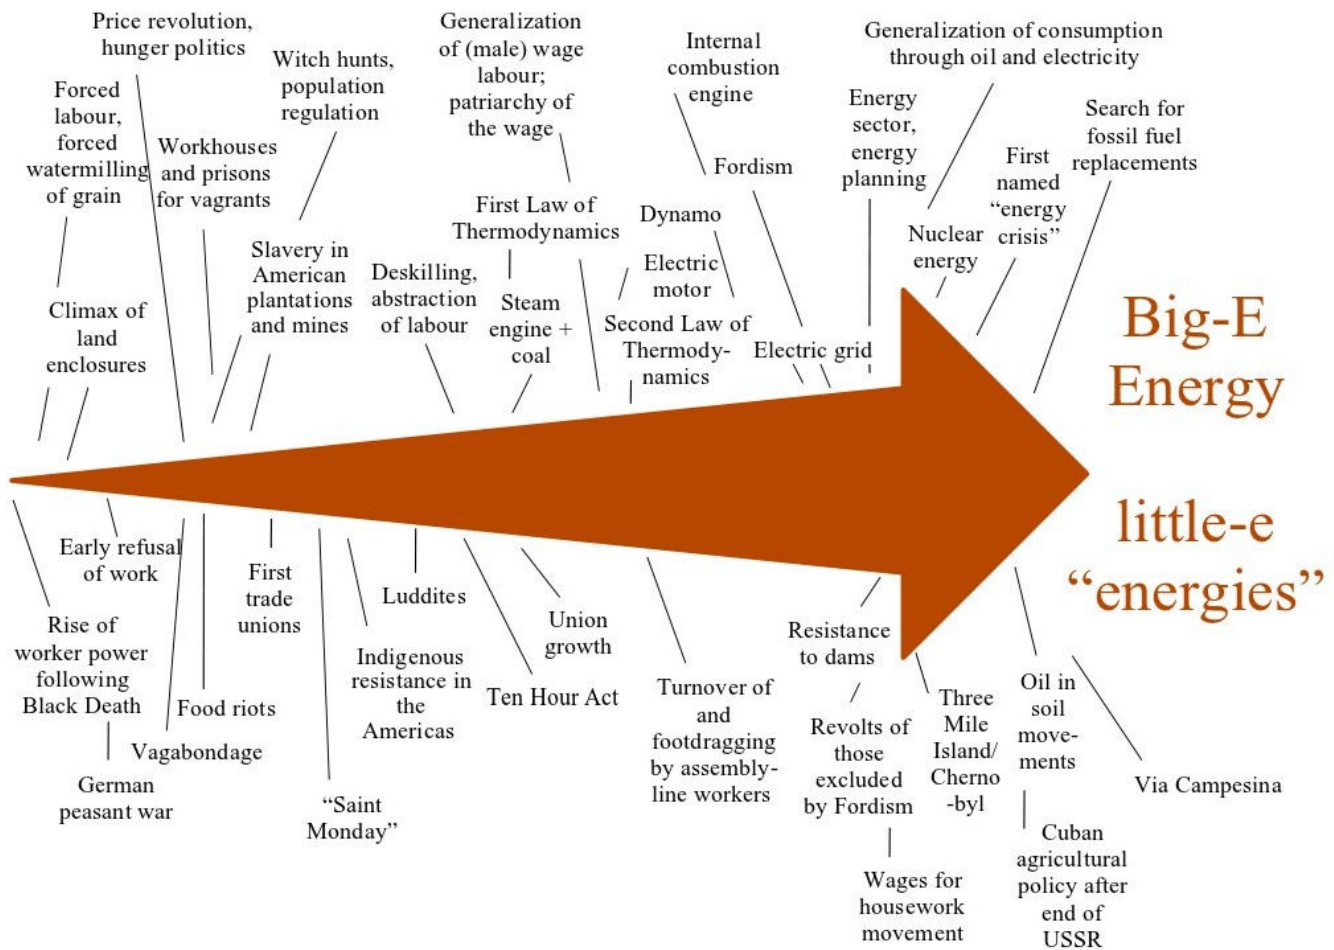 Price revolution,
hunger politics
Forced
labour,
forced
watermilling
of grain
Climax of
land
enclosures
Workhouses
and prisons
for vagrants
Witch hunts,
population
regulation
Slavery in
American
plantations
and mines
Deskilling,
abstraction
of labour
Generalization
of (male) wage
labour;
patriarchy of
the wage
First Law of
Thermodynamics
Steam
engine +
coal
Dynamo
Electric
motor
Second Law of
Thermody-
namics
Internal
combustion
engine
Fordism
Electric grid
Energy
sector,
energy
planning
Generalization of consumption
through oil and electricity
Nuclear
energy
First
named
“energy
crisis”
Search for
fossil fuel
replacements
Big-E
Energy
little-e
“energies”
Early refusal
of work
Rise of
worker power
following
Black Death
German
peasant war
Vagabondage
Food riots
First
trade
unions
“Saint
Monday”
Indigenous
resistance in
the
Americas
Luddites
Ten Hour Act
Union
growth
Turnover of
and
footdragging
by assembly-
line workers
Resistance
to dams
Revolts of
those
excluded
by Fordism
Wages for
housework
movement
Three
Mile
Island/
Cherno
-byl
Oil in
soil
move-
ments
Cuban
agricultural
policy after
end of
USSR
Via Campesina